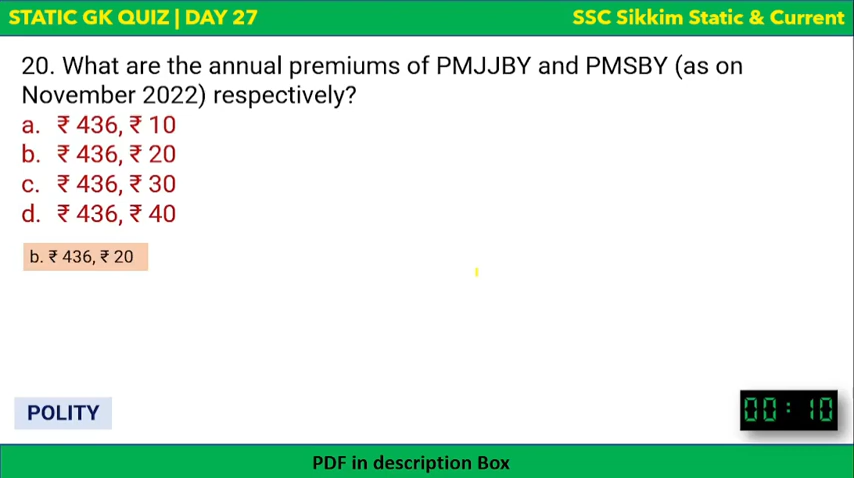 STATIC GK QUIZ | DAY 27
SSC Sikkim Static & Current
20. What are the annual premiums of PMJJBY and PMSBY (as on
November 2022) respectively?
a. ₹ 436, ₹ 10
b. ₹ 436, ₹ 20
c. ₹ 436, ₹ 30
d. ₹ 436, ₹ 40
b. ₹ 436, ₹ 20
POLITY
00:10
PDF in description Box